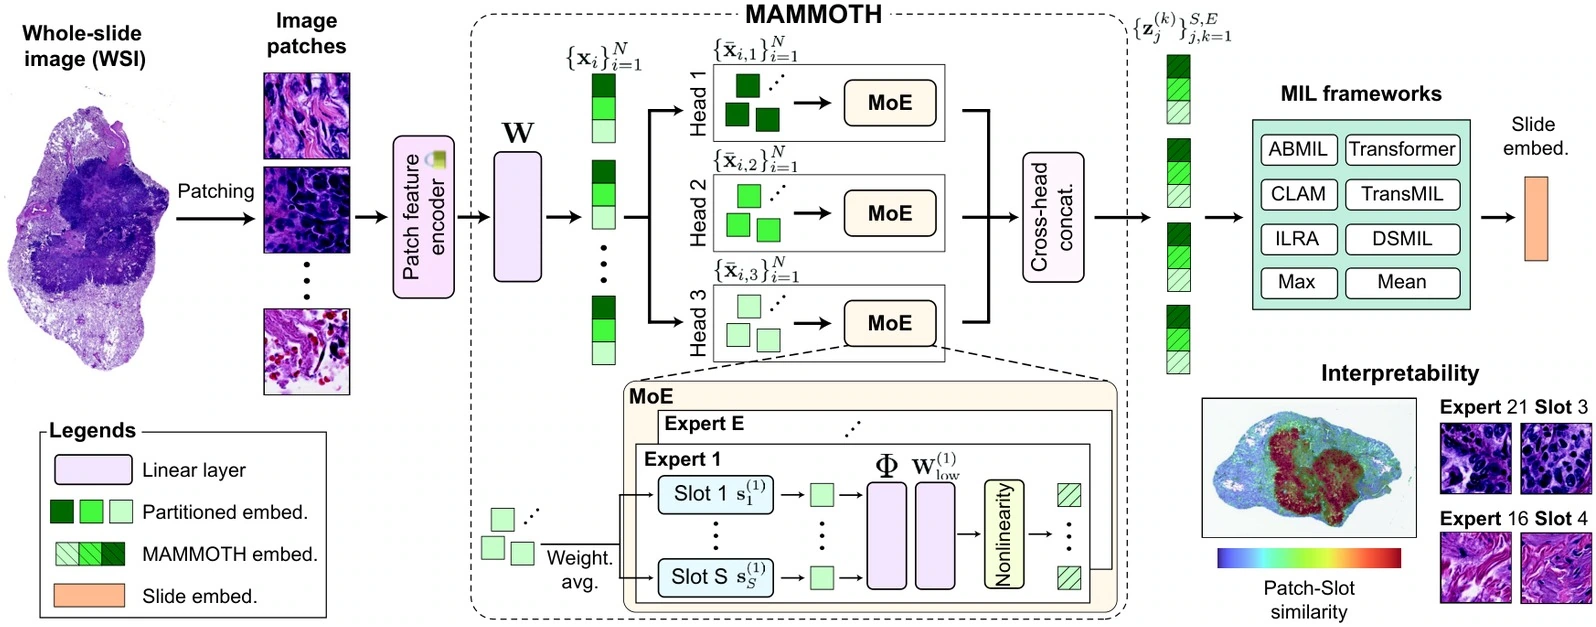 Whole-slide
image (WSI)
Image
patches
Patching
Patch feature
encoder
MAMMOTH
W
{x_i}_{i=1}^N
Head 1
{x̄_{i,1}}_{i=1}^N
MoE
Head 2
{x̄_{i,2}}_{i=1}^N
MoE
Head 3
{x̄_{i,3}}_{i=1}^N
MoE
Cross-head
concat.
{z_j^{(k)}}_{j,k=1}^{S,E}
MIL frameworks
ABMIL
Transformer
CLAM
TransMIL
ILRA
DSMIL
Max
Mean
Slide
embed.
Legends
Linear layer
Partitioned embed.
MAMMOTH embed.
Slide embed.
MoE
Expert E
Expert 1
Weight.
avg.
Slot 1 s_1^{(1)}
Slot S s_S^{(1)}
Φ
W_{low}^{(1)}
Nonlinearity
Interpretability
Patch-Slot
similarity
Expert 21 Slot 3
Expert 16 Slot 4